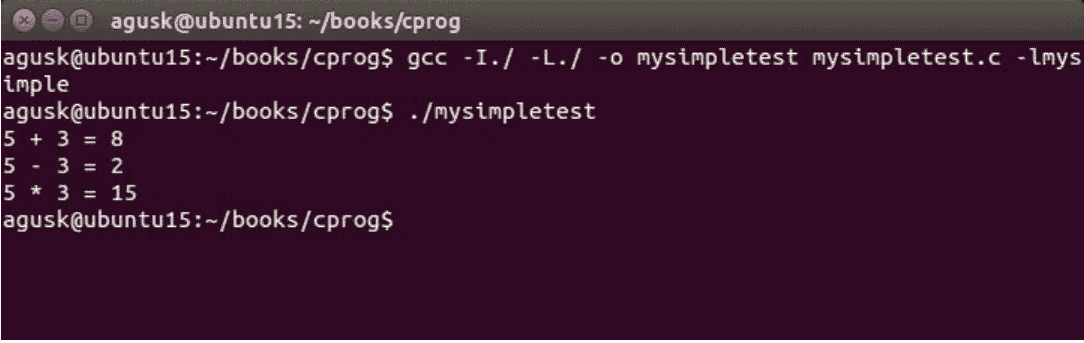 agusk@ubuntu15: ~/books/cprog
agusk@ubuntu15:~/books/cprog$ gcc -I./ -L./ -o mysimpletest mysimpletest.c -lmys
imple
agusk@ubuntu15:~/books/cprog$ ./mysimpletest
5 + 3 = 8
5 - 3 = 2
5 * 3 = 15
agusk@ubuntu15:~/books/cprog$